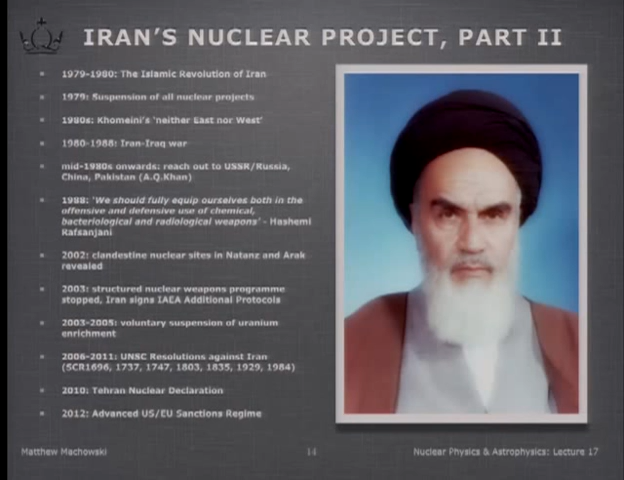 IRAN'S NUCLEAR PROJECT, PART II
1979-1980: The Islamic Revolution of Iran
1979: Suspension of all nuclear projects
1980s: Khomeini's 'neither East nor West'
1980-1988: Iran-Iraq war
mid-1980s onwards: reach out to USSR/Russia,
China, Pakistan (A.Q.Khan)
1988: 'We should fully equip ourselves both in the
offensive and defensive use of chemical,
bacteriological and radiological weapons' - Hashemi
Rafsanjani
2002: clandestine nuclear sites in Natanz and Arak
revealed
2003: structured nuclear weapons programme
stopped, Iran signs IAEA Additional Protocols
2003-2005: voluntary suspension of uranium
enrichment
2006-2011: UNSC Resolutions against Iran
(SCR1696, 1737, 1747, 1803, 1835, 1929, 1984)
2010: Tehran Nuclear Declaration
2012: Advanced US/EU Sanctions Regime
Matthew Machowski
14
Nuclear Physics & Astrophysics: Lecture 17